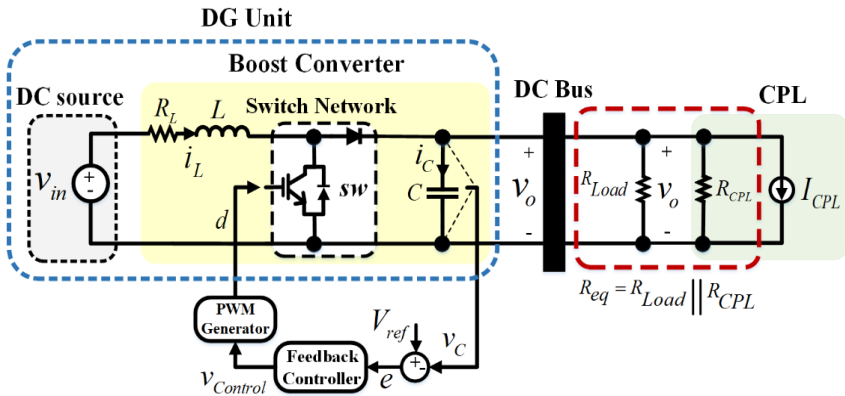 DG Unit
Boost Converter
DC source
R_L
L
Switch Network
DC Bus
CPL
i_L
i_C
+
+
v_in
+
-
sw
C
v_o
R_Load
v_o
R_CPL
I_CPL
d
-
-
R_eq = R_Load || R_CPL
PWM
Generator
V_ref
v_C
+
-
Feedback
Controller
e
v_Control